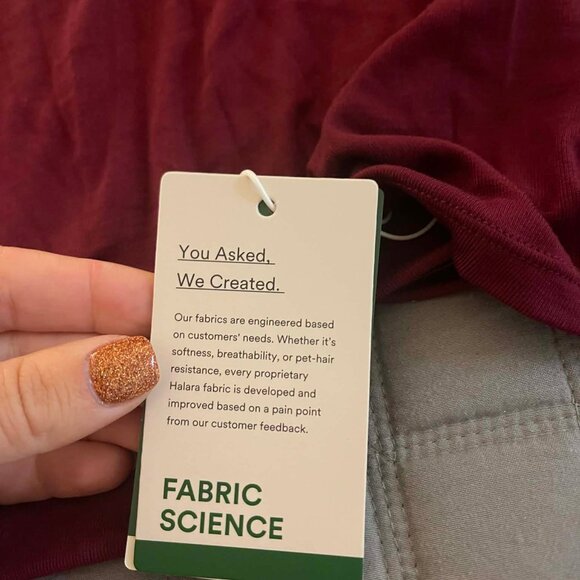 You Asked,
We Created.
Our fabrics are engineered based
on customers' needs. Whether it's
softness, breathability, or pet-hair
resistance, every proprietary
Halara fabric is developed and
improved based on a pain point
from our customer feedback.
FABRIC
SCIENCE